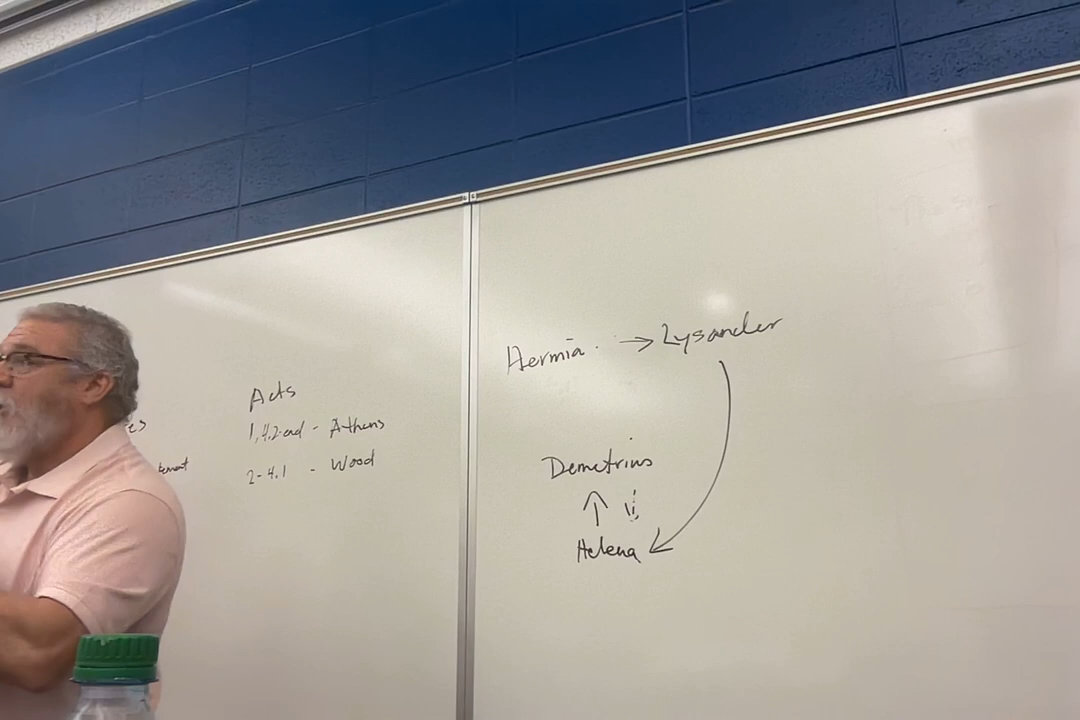 Acts
1, 4.2-end - Athens
2-4.1 - Wood
Hermia → Lysander
Demetrius
↑
Helena